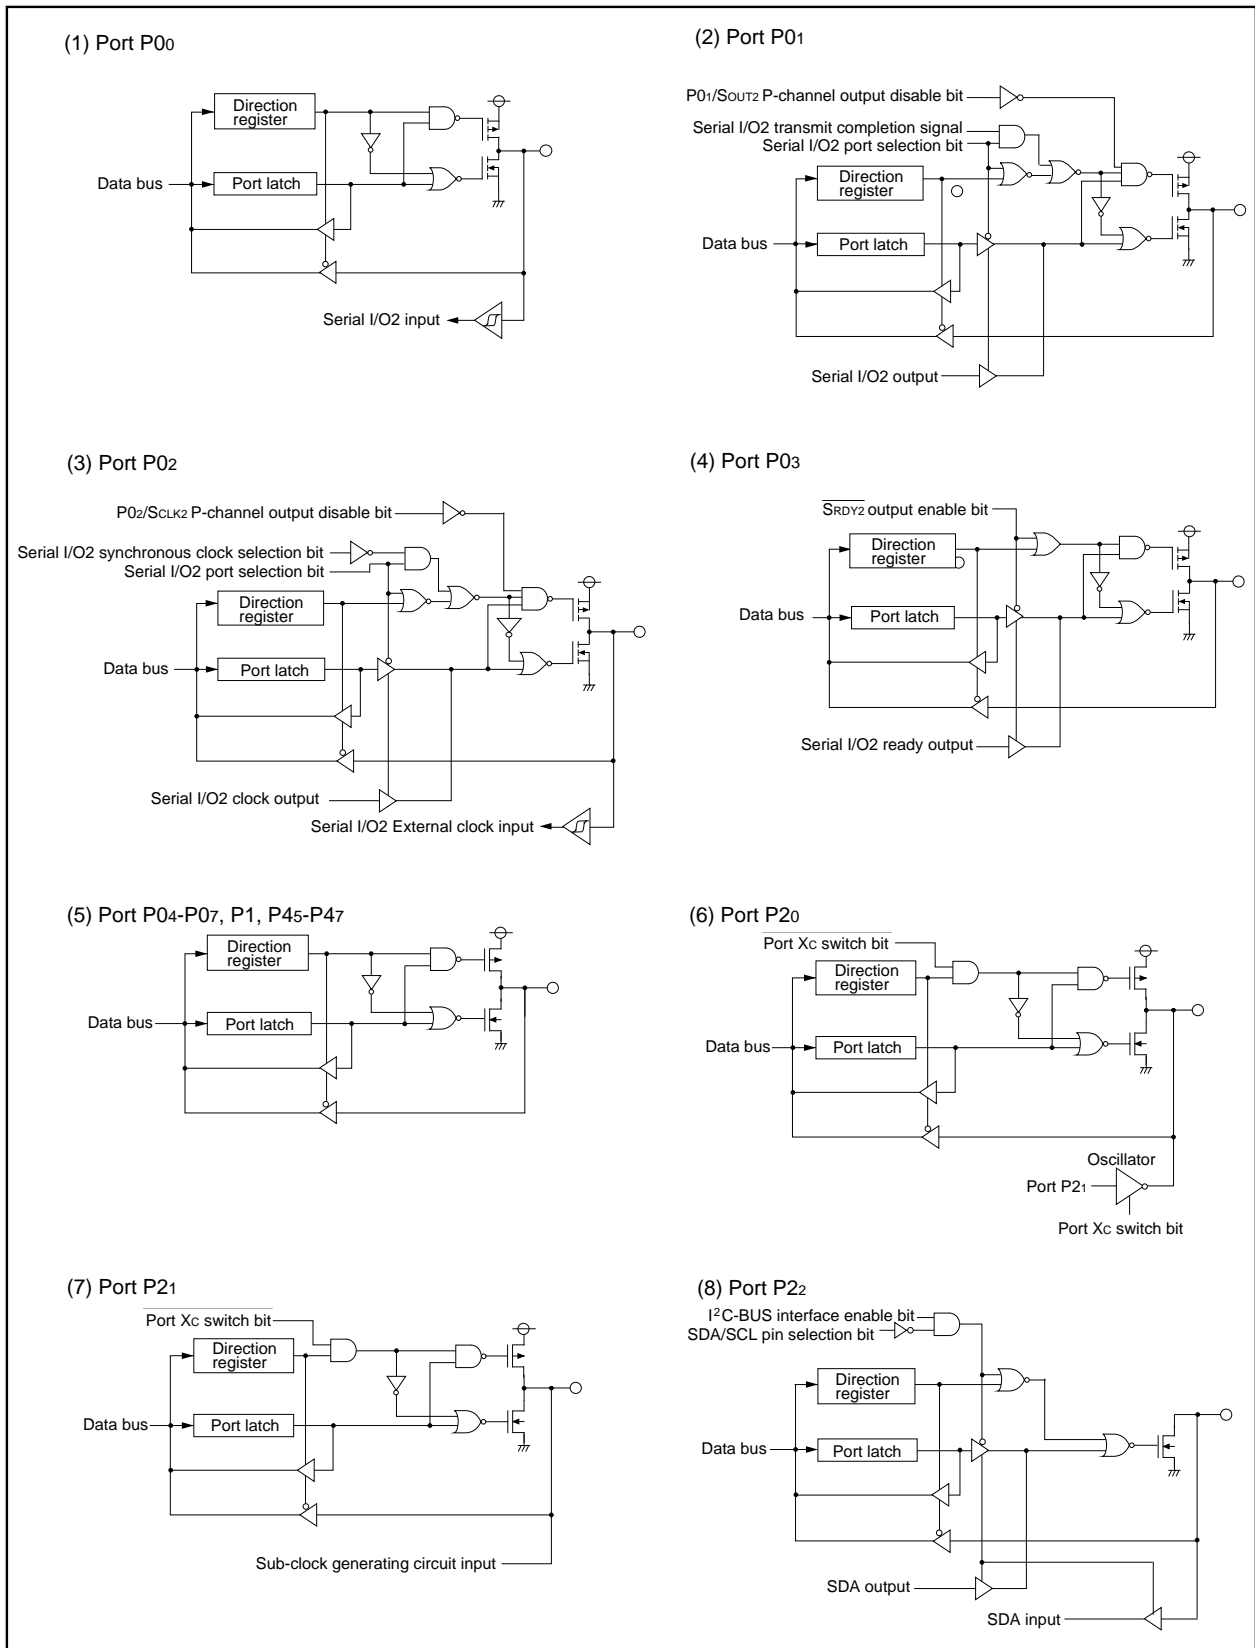 (1) Port P00
Direction
register
Data bus
Port latch
Serial I/O2 input
(2) Port P01
P01/SOUT2 P-channel output disable bit
Serial I/O2 transmit completion signal
Serial I/O2 port selection bit
Direction
register
Data bus
Port latch
Serial I/O2 output
(3) Port P02
P02/SCLK2 P-channel output disable bit
Serial I/O2 synchronous clock selection bit
Serial I/O2 port selection bit
Direction
register
Data bus
Port latch
Serial I/O2 clock output
Serial I/O2 External clock input
(4) Port P03
SRDY2 output enable bit
Direction
register
Data bus
Port latch
Serial I/O2 ready output
(5) Port P04-P07, P1, P45-P47
Direction
register
Data bus
Port latch
(6) Port P20
Port XC switch bit
Direction
register
Data bus
Port latch
Oscillator
Port P21
Port XC switch bit
(7) Port P21
Port XC switch bit
Direction
register
Data bus
Port latch
Sub-clock generating circuit input
(8) Port P22
I2C-BUS interface enable bit
SDA/SCL pin selection bit
Direction
register
Data bus
Port latch
SDA output
SDA input